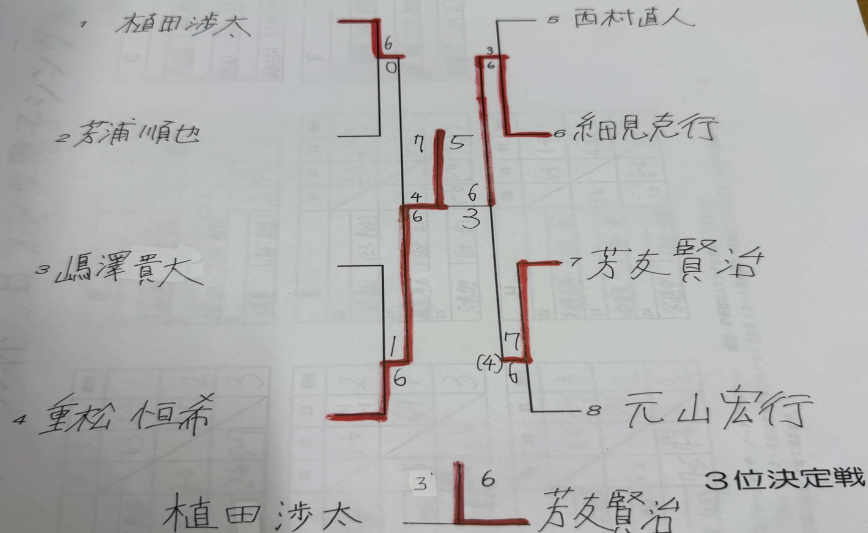 1 植田渉太
6
0
2 芳浦順也
3 嶋澤貴大
1
6
4 重松 恒希
4
6
7 5
6
3
5 西村直人
3
6
6 細見克行
7 芳友賢治
7
(4) 6
8 元山宏行
3位決定戦
植田渉太 3 6 芳友賢治